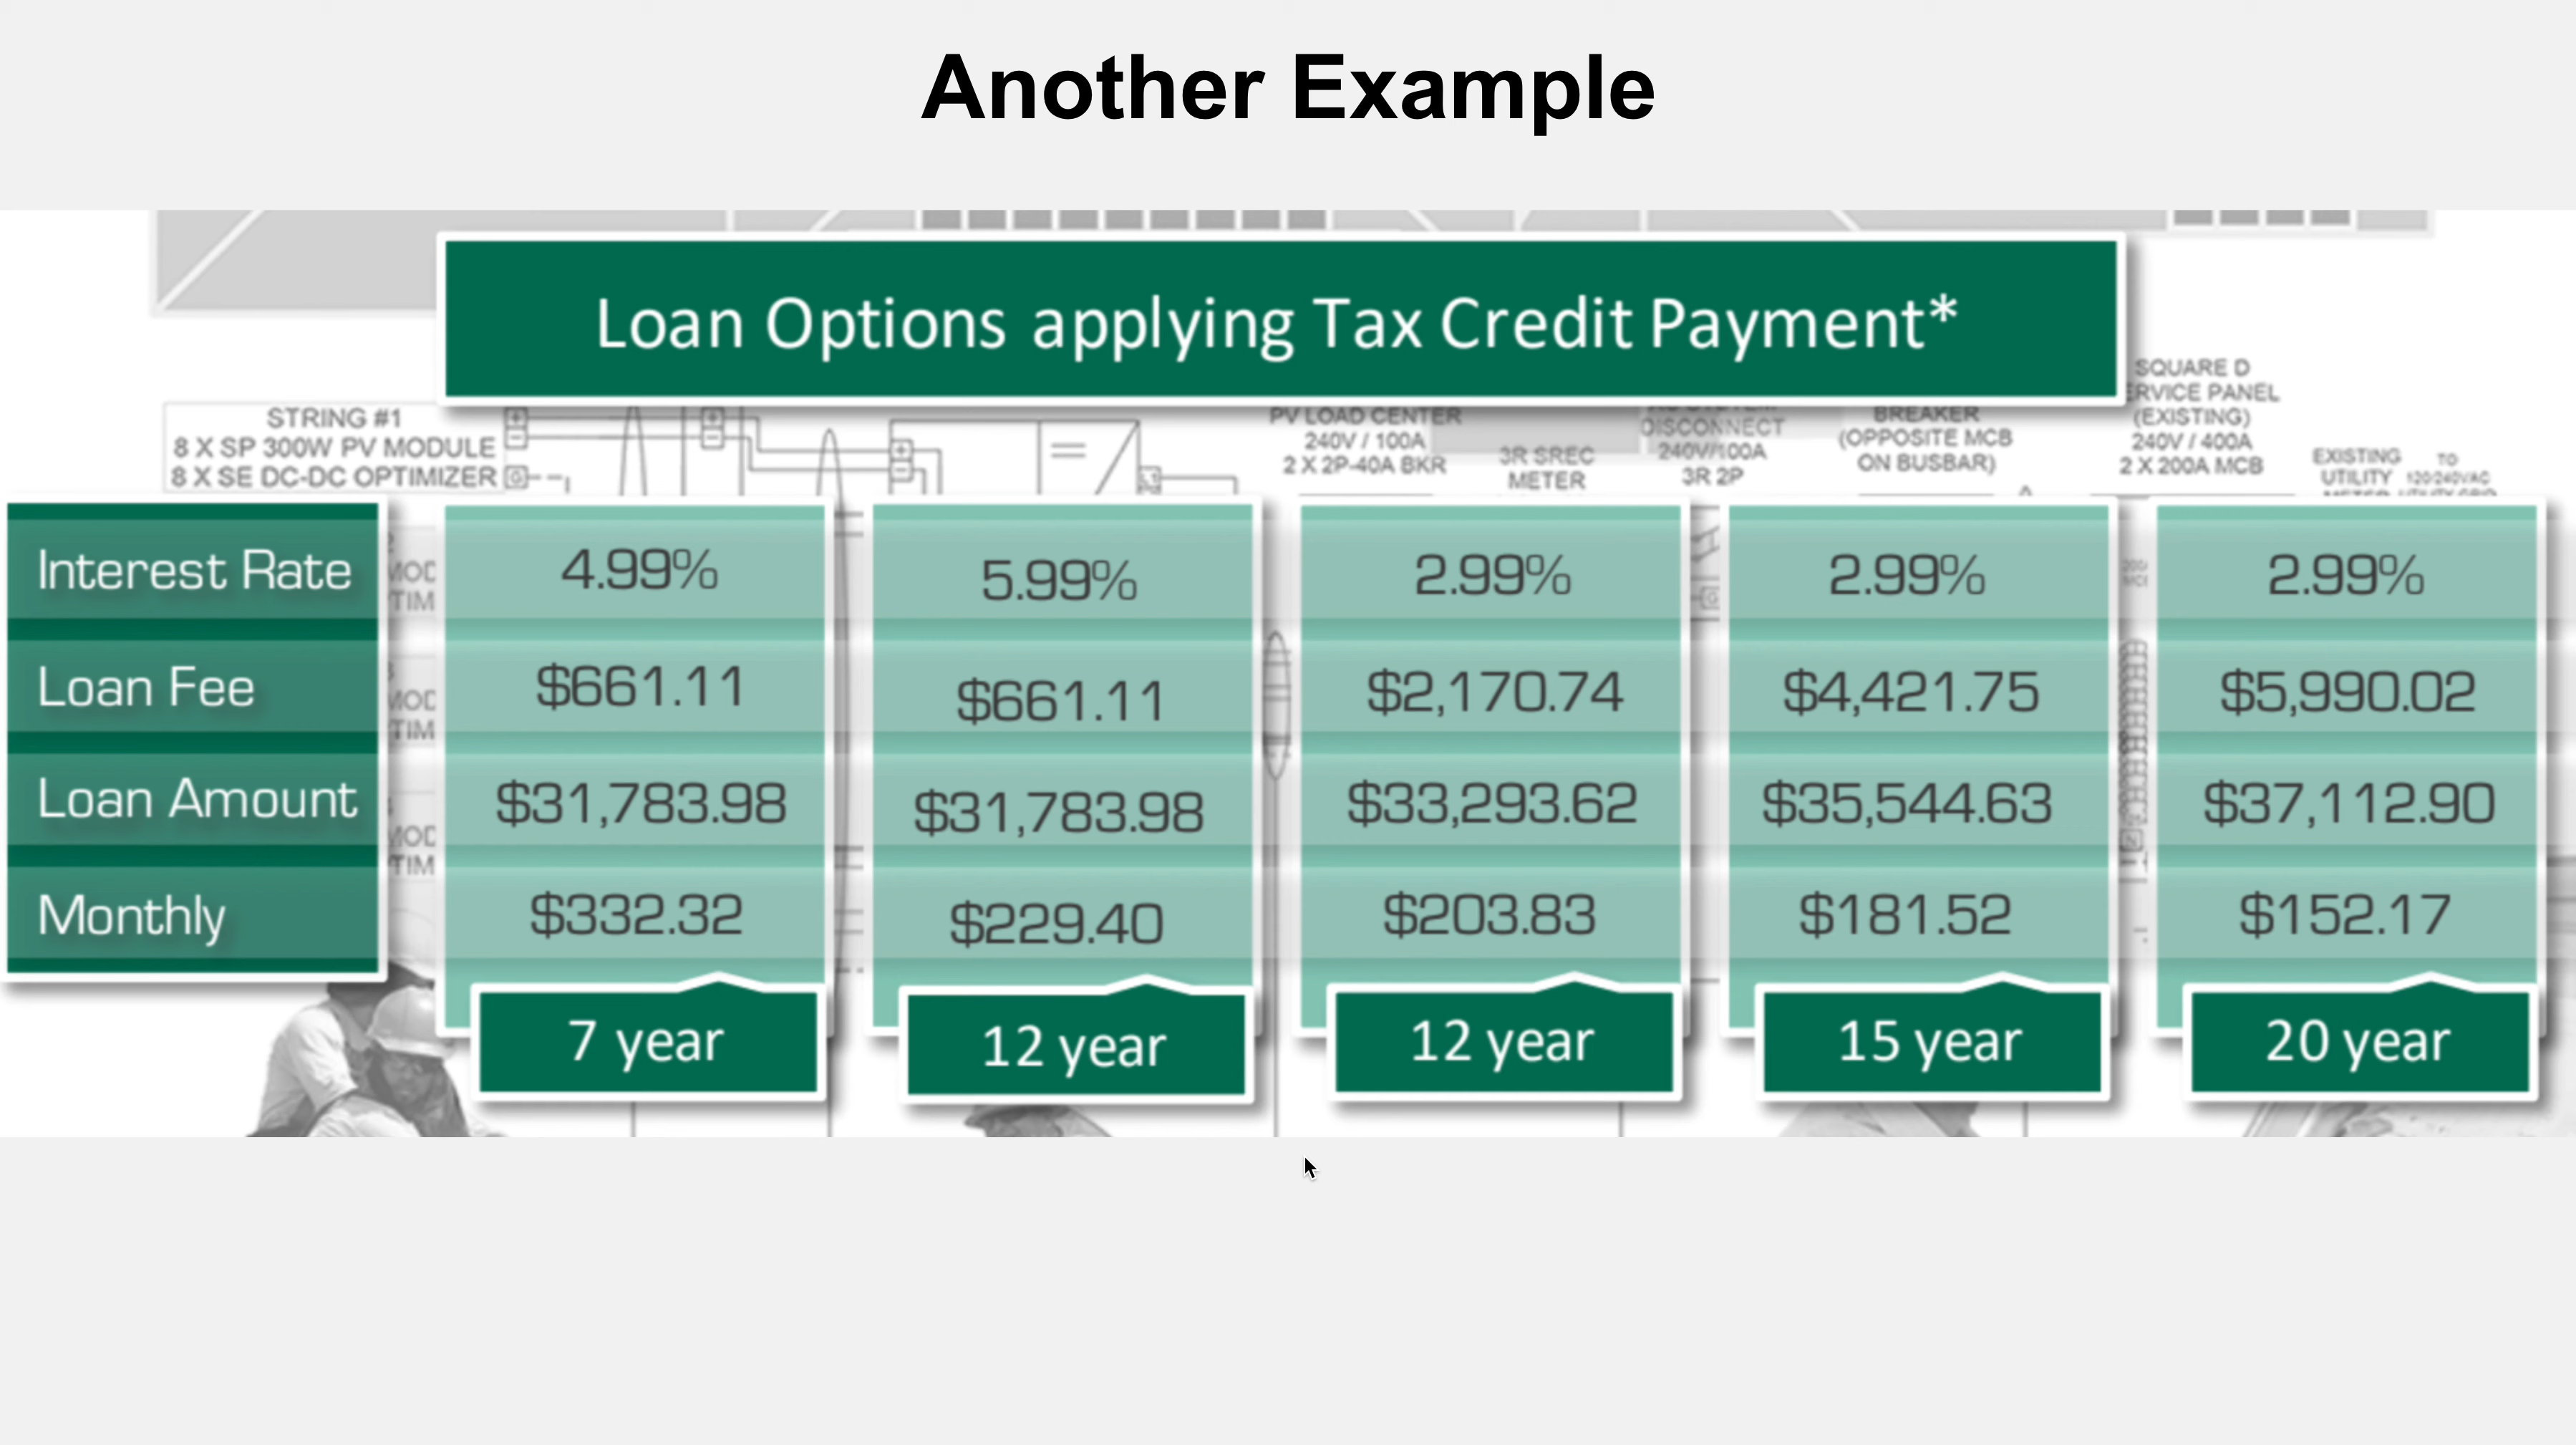 Another Example
Loan Options applying Tax Credit Payment*
STRING #1
8 X SP 300W PV MODULE
8 X SE DC-DC OPTIMIZER
PV LOAD CENTER
240V / 100A
2 X 2P-40A BKR
3R SREC
METER
DISCONNECT
240V/100A
3R 2P
BREAKER
(OPPOSITE MCB
ON BUSBAR)
SQUARE D
ERVICE PANEL
(EXISTING)
240V / 400A
2 X 200A MCB
EXISTING
UTILITY
TO
120/240VAC
Interest Rate 4.99% 5.99% 2.99% 2.99% 2.99%
Loan Fee $661.11 $661.11 $2,170.74 $4,421.75 $5,990.02
Loan Amount $31,783.98 $31,783.98 $33,293.62 $35,544.63 $37,112.90
Monthly $332.32 $229.40 $203.83 $181.52 $152.17
7 year 12 year 12 year 15 year 20 year